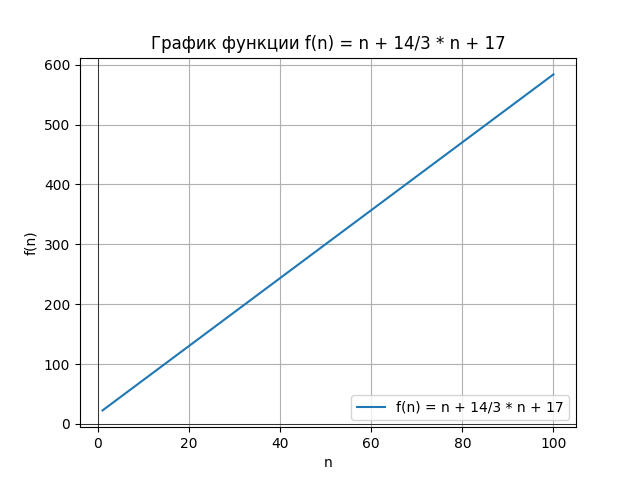 График функции f(n) = n + 14/3 * n + 17
600
500
400
300
200
100
0
f(n)
f(n) = n + 14/3 * n + 17
0 20 40 60 80 100
n